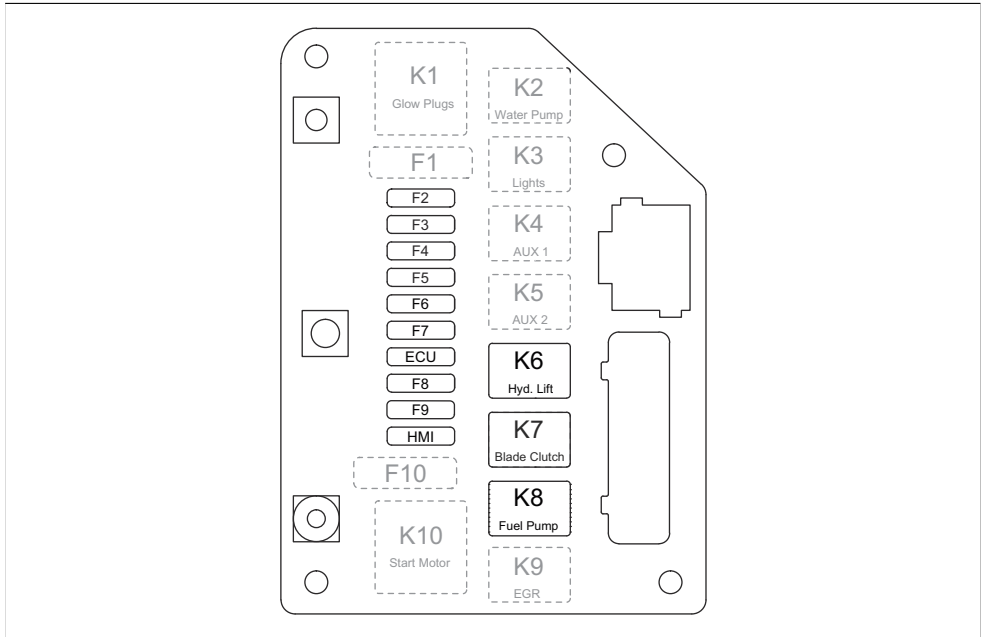 K1
Glow Plugs
F1
F2
F3
F4
F5
F6
F7
ECU
F8
F9
HMI
F10
K10
Start Motor
K2
Water Pump
K3
Lights
K4
AUX 1
K5
AUX 2
K6
Hyd. Lift
K7
Blade Clutch
K8
Fuel Pump
K9
EGR